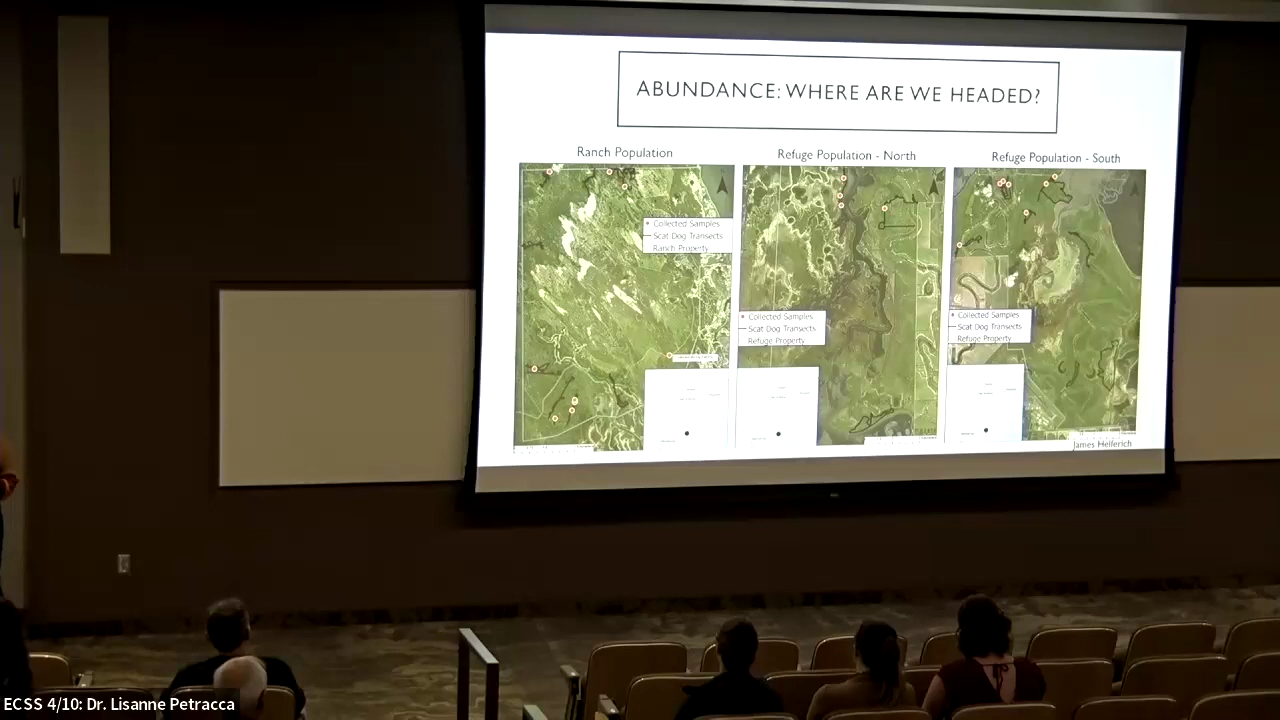 ABUNDANCE: WHERE ARE WE HEADED?
Ranch Population
Refuge Population - North
Refuge Population - South
Collected Samples
Scat Dog Transects
Ranch Property
Collected Samples
Scat Dog Transects
Refuge Property
Collected Samples
Scat Dog Transects
Refuge Property
James Helferich
ECSS 4/10: Dr. Lisanne Petracca